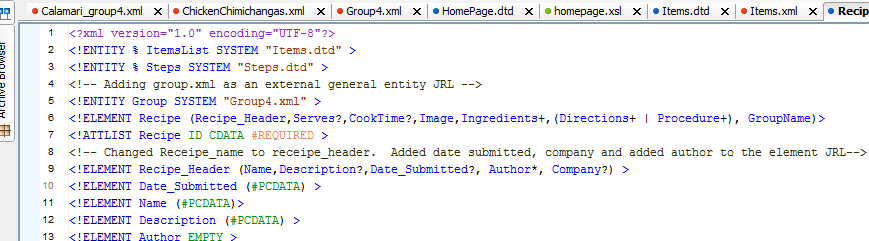 Calamari_group4.xml × ChickenChimichangas.xml × Group4.xml × HomePage.dtd × homepage.xsl × Items.dtd × Items.xml × Recip
Archive Browser
1 <?xml version="1.0" encoding="UTF-8"?>
2 <!ENTITY % ItemsList SYSTEM "Items.dtd" >
3 <!ENTITY % Steps SYSTEM "Steps.dtd" >
4 <!-- Adding group.xml as an external general entity JRL -->
5 <!ENTITY Group SYSTEM "Group4.xml" >
6 <!ELEMENT Recipe (Recipe_Header,Serves?,CookTime?,Image,Ingredients+,(Directions+ | Procedure+), GroupName)>
7 <!ATTLIST Recipe ID CDATA #REQUIRED >
8 <!-- Changed Receipe_name to receipe_header.  Added date submitted, company and added author to the element JRL-->
9 <!ELEMENT Recipe_Header (Name,Description?,Date_Submitted?, Author*, Company?) >
10 <!ELEMENT Date_Submitted (#PCDATA) >
11 <!ELEMENT Name (#PCDATA)>
12 <!ELEMENT Description (#PCDATA) >
13 <!ELEMENT Author EMPTY >